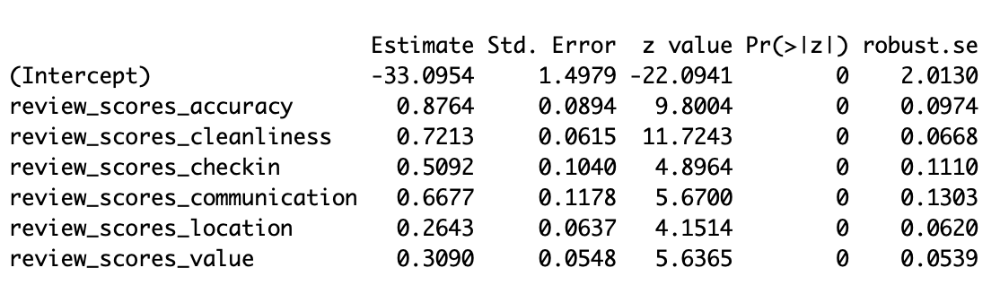 Estimate Std. Error z value Pr(>|z|) robust.se
(Intercept) -33.0954 1.4979 -22.0941 0 2.0130
review_scores_accuracy 0.8764 0.0894 9.8004 0 0.0974
review_scores_cleanliness 0.7213 0.0615 11.7243 0 0.0668
review_scores_checkin 0.5092 0.1040 4.8964 0 0.1110
review_scores_communication 0.6677 0.1178 5.6700 0 0.1303
review_scores_location 0.2643 0.0637 4.1514 0 0.0620
review_scores_value 0.3090 0.0548 5.6365 0 0.0539